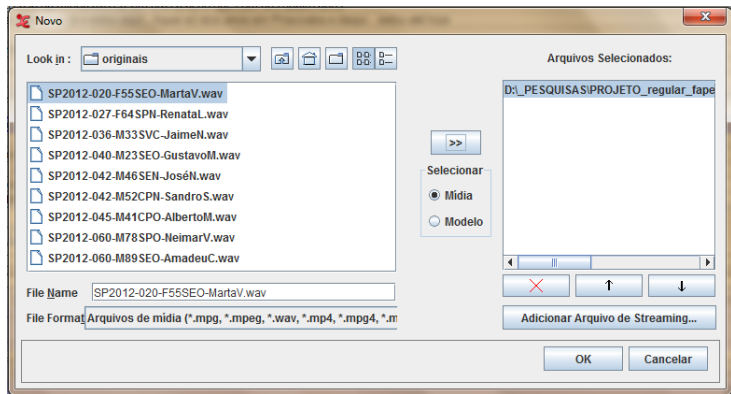 Novo
Look in :
originais
Arquivos Selecionados:
SP2012-020-F55SEO-MartaV.wav
SP2012-027-F64SPN-RenataL.wav
SP2012-036-M33SVC-JaimeN.wav
SP2012-040-M23SEO-GustavoM.wav
SP2012-042-M46SEN-JoséN.wav
SP2012-042-M52CPN-SandroS.wav
SP2012-045-M41CPO-AlbertoM.wav
SP2012-060-M78SPO-NeimarV.wav
SP2012-060-M89SEO-AmadeuC.wav
>>
Selecionar
Mídia
Modelo
D:\_PESQUISAS\PROJETO_regular_fape
File Name
SP2012-020-F55SEO-MartaV.wav
File Format
Arquivos de mídia (*.mpg, *.mpeg, *.wav, *.mp4, *.mpg4, *.m
Adicionar Arquivo de Streaming...
OK
Cancelar